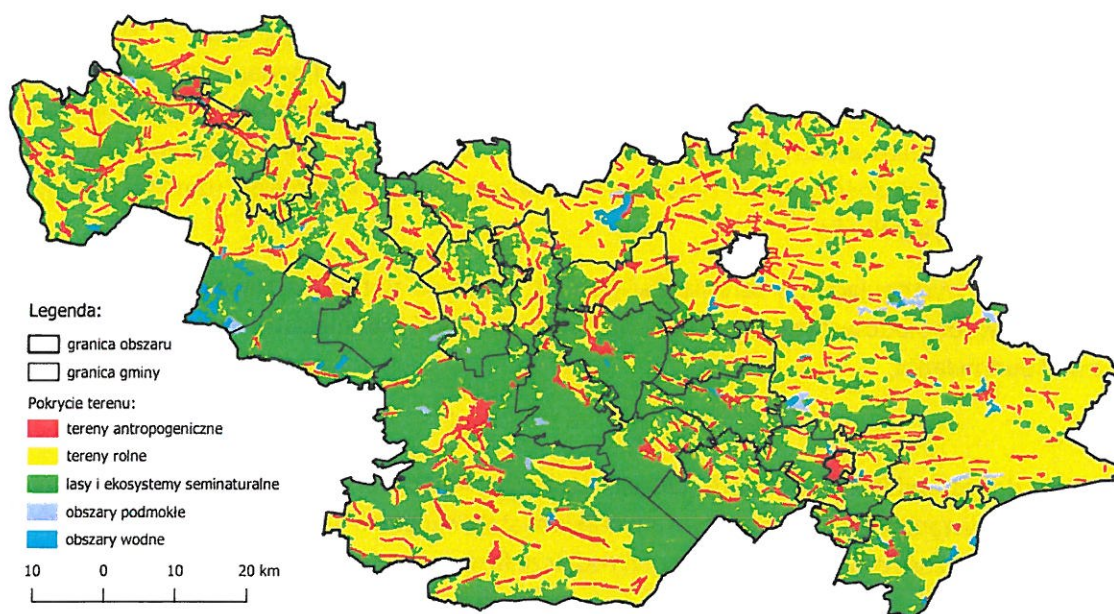 Legenda:
granica obszaru
granica gminy
Pokrycie terenu:
tereny antropogeniczne
tereny rolne
lasy i ekosystemy seminaturalne
obszary podmokłe
obszary wodne
10 0 10 20 km